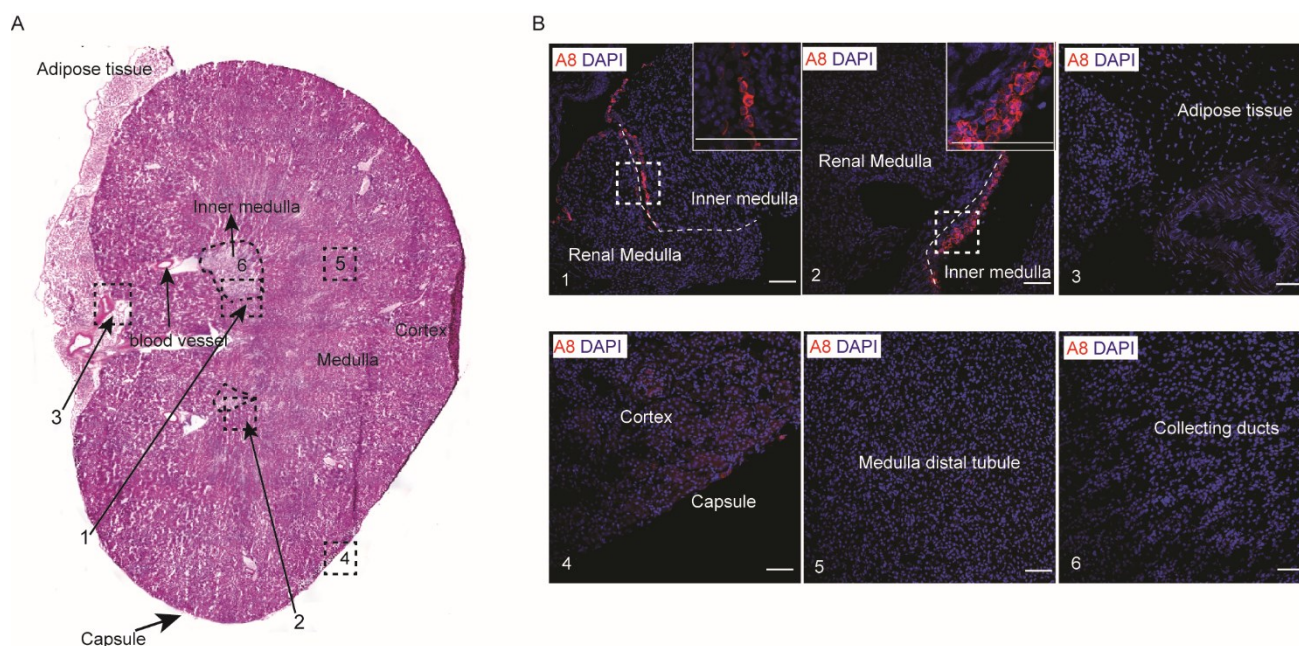 A
Adipose tissue
Inner medulla
6
5
blood vessel
Cortex
Medulla
3
1
4
2
Capsule
B
A8 DAPI
Renal Medulla
Inner medulla
1
A8 DAPI
Renal Medulla
Inner medulla
2
A8 DAPI
Adipose tissue
3
A8 DAPI
Cortex
Capsule
4
A8 DAPI
Medulla distal tubule
5
A8 DAPI
Collecting ducts
6